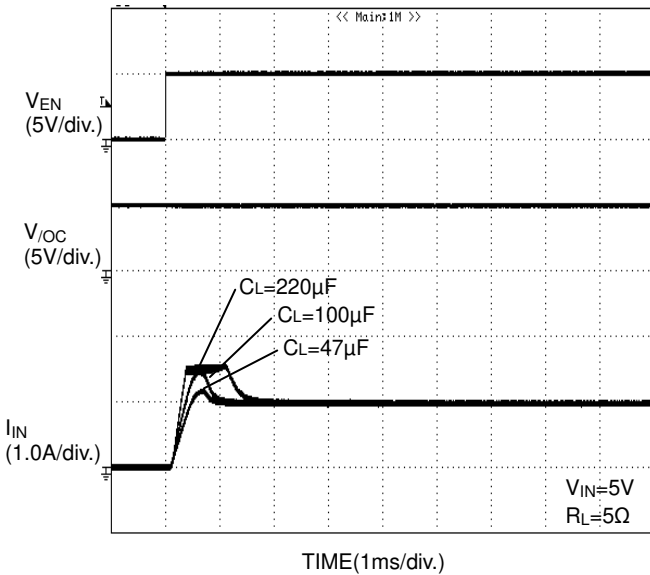 << Main:1M >>
VEN
(5V/div.)
V/OC
(5V/div.)
CL=220µF
CL=100µF
CL=47µF
IIN
(1.0A/div.)
VIN=5V
RL=5Ω
TIME(1ms/div.)